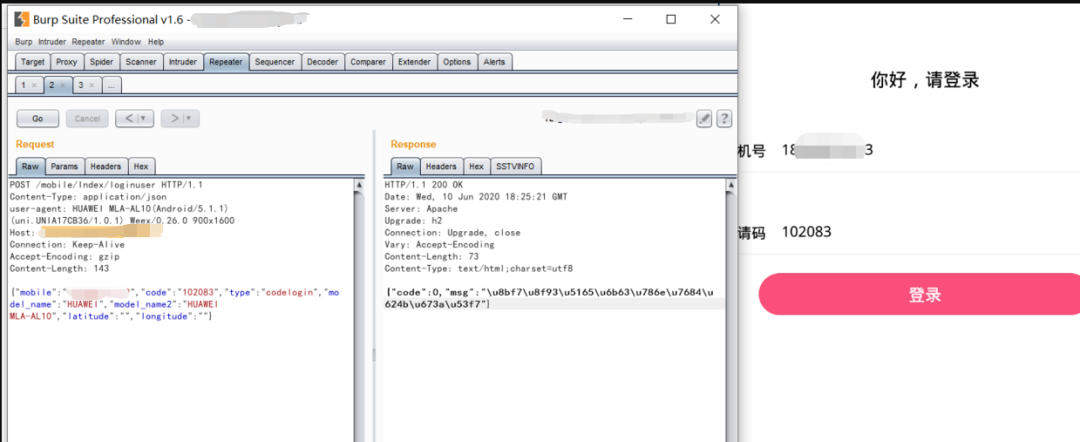 Burp Suite Professional v1.6 -
Burp Intruder Repeater Window Help
Target Proxy Spider Scanner Intruder Repeater Sequencer Decoder Comparer Extender Options Alerts
1 × 2 × 3 × ...
Go Cancel < | ▼ > | ▼ ?
Request
Raw Params Headers Hex
POST /mobile/Index/loginuser HTTP/1.1
Content-Type: application/json
user-agent: HUAWEI MLA-AL10(Android/5.1.1)
(uni.UNIA17CB36/1.0.1) Weex/0.26.0 900x1600
Host:
Connection: Keep-Alive
Accept-Encoding: gzip
Content-Length: 143
{"mobile":" ","code":"102083","type":"codelogin","mo
del_name":"HUAWEI","model_name2":"HUAWEI
MLA-AL10","latitude":"","longitude":""}
Response
Raw Headers Hex SSTVINFO
HTTP/1.1 200 OK
Date: Wed, 10 Jun 2020 18:25:21 GMT
Server: Apache
Upgrade: h2
Connection: Upgrade, close
Vary: Accept-Encoding
Content-Length: 73
Content-Type: text/html;charset=utf8
{"code":0,"msg":"\u8bf7\u8f93\u5165\u6b63\u786e\u7684\u
624b\u673a\u53f7"}
你好，请登录
机号 18 3
请码 102083
登录